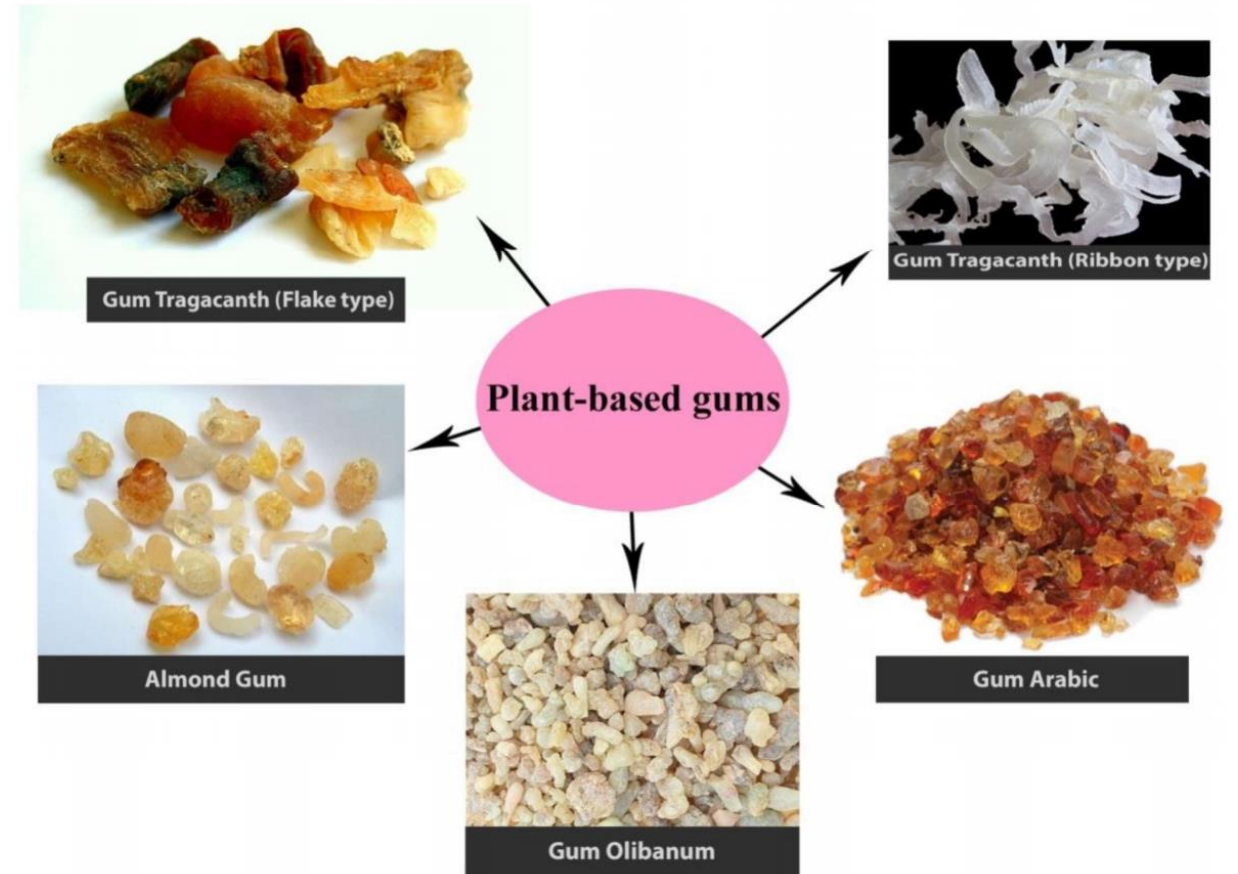 Gum Tragacanth (Flake type)
Gum Tragacanth (Ribbon type)
Plant-based gums
Almond Gum
Gum Arabic
Gum Olibanum